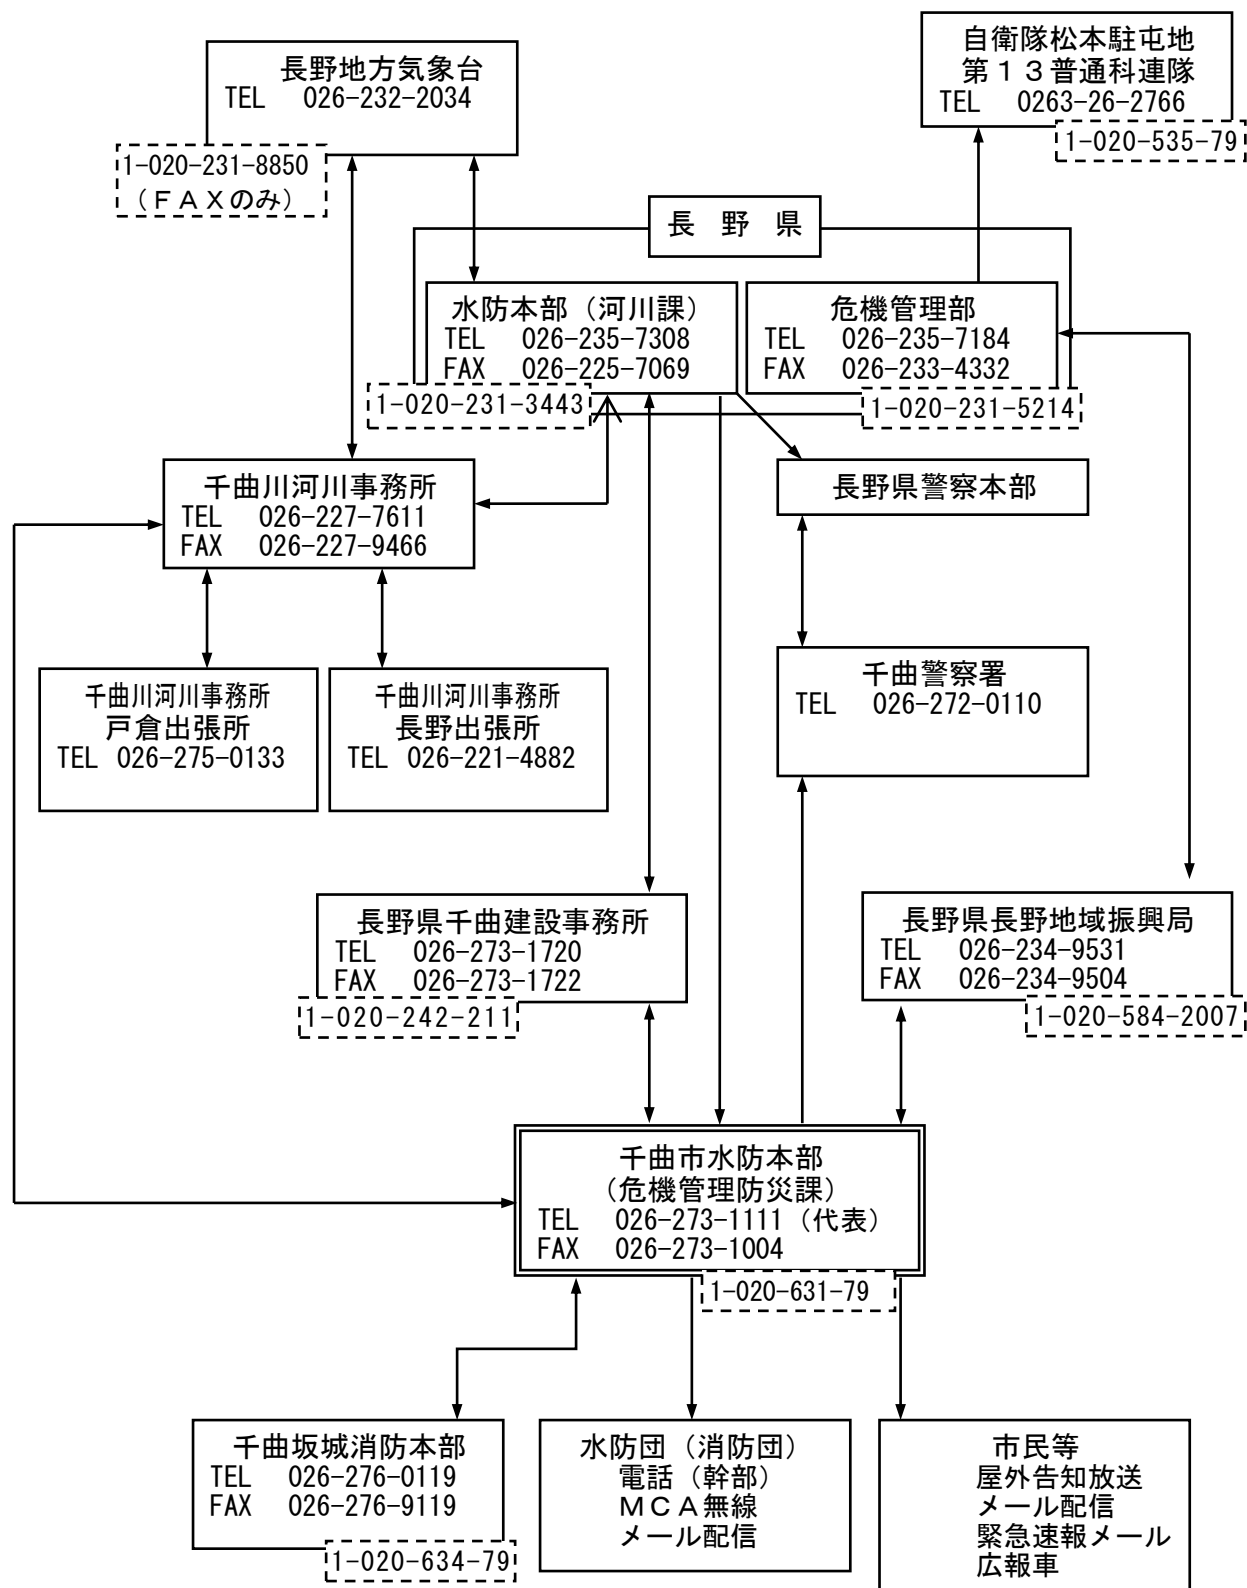 長野地方気象台
TEL 026-232-2034
1-020-231-8850
（ＦＡＸのみ）
自衛隊松本駐屯地
第１３普通科連隊
TEL 0263-26-2766
1-020-535-79
長 野 県
水防本部（河川課）
TEL 026-235-7308
FAX 026-225-7069
1-020-231-3443
危機管理部
TEL 026-235-7184
FAX 026-233-4332
1-020-231-5214
千曲川河川事務所
TEL 026-227-7611
FAX 026-227-9466
長野県警察本部
千曲川河川事務所
戸倉出張所
TEL 026-275-0133
千曲川河川事務所
長野出張所
TEL 026-221-4882
千曲警察署
TEL 026-272-0110
長野県千曲建設事務所
TEL 026-273-1720
FAX 026-273-1722
1-020-242-211
長野県長野地域振興局
TEL 026-234-9531
FAX 026-234-9504
1-020-584-2007
千曲市水防本部
（危機管理防災課）
TEL 026-273-1111（代表）
FAX 026-273-1004
1-020-631-79
千曲坂城消防本部
TEL 026-276-0119
FAX 026-276-9119
1-020-634-79
水防団（消防団）
電話（幹部）
ＭＣＡ無線
メール配信
市民等
屋外告知放送
メール配信
緊急速報メール
広報車